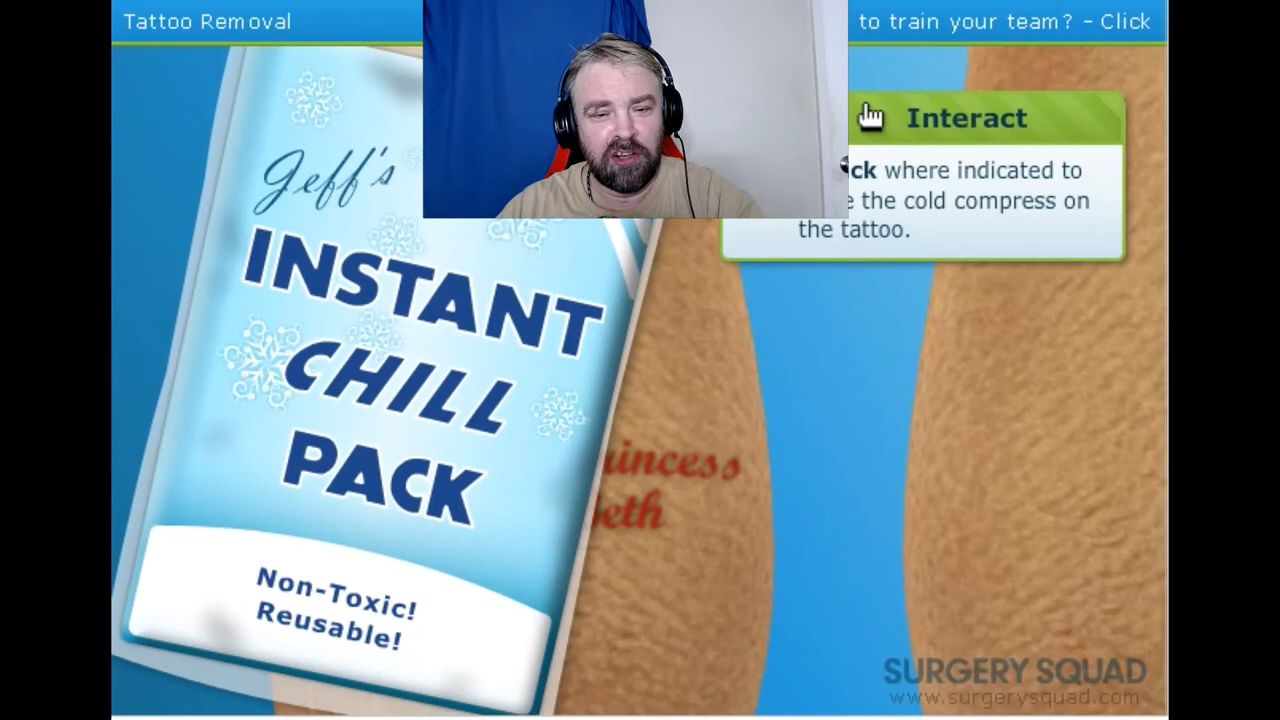 Tattoo Removal
to train your team? - Click
Interact
ck where indicated to
e the cold compress on
the tattoo.
Jeff's
INSTANT
CHILL
PACK
Non-Toxic!
Reusable!
incess
eth
SURGERY SQUAD
www.surgerysquad.com